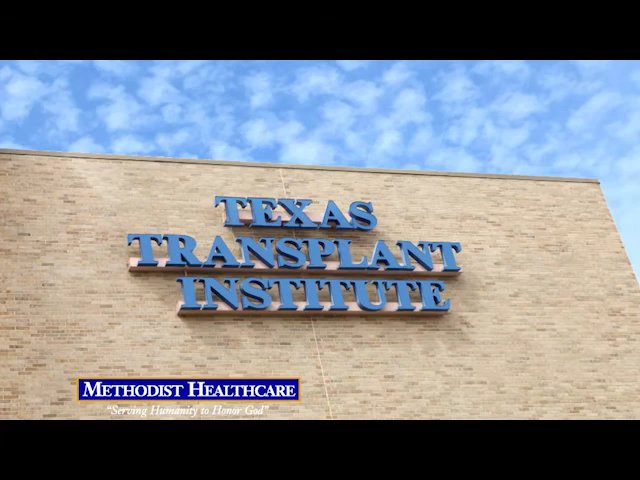 TEXAS
TRANSPLANT
INSTITUTE
METHODIST HEALTHCARE
"Serving Humanity to Honor God"